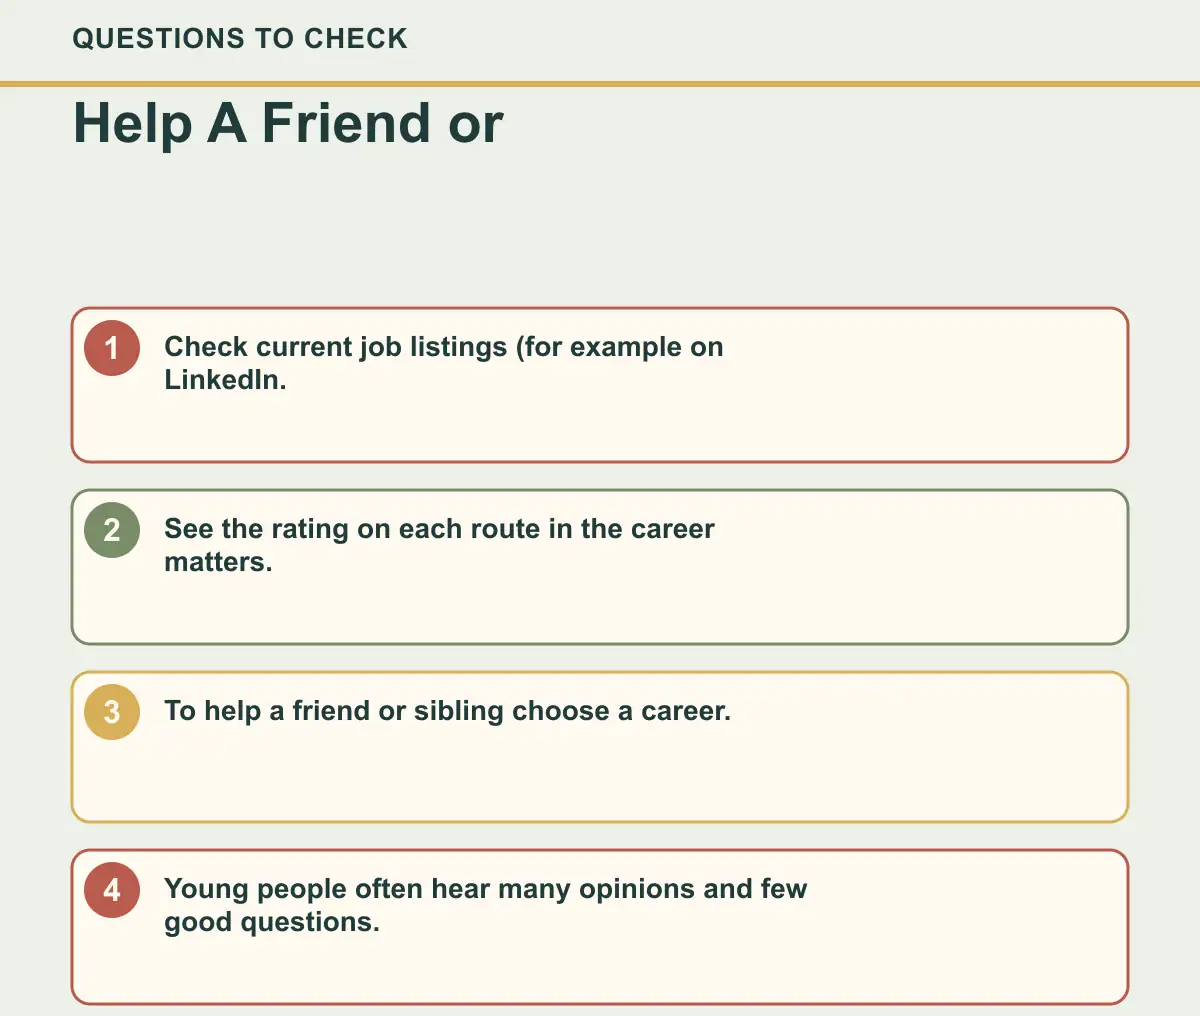 QUESTIONS TO CHECK
Help A Friend or
1
Check current job listings (for example on
LinkedIn.
2
See the rating on each route in the career
matters.
3
To help a friend or sibling choose a career.
4
Young people often hear many opinions and few
good questions.